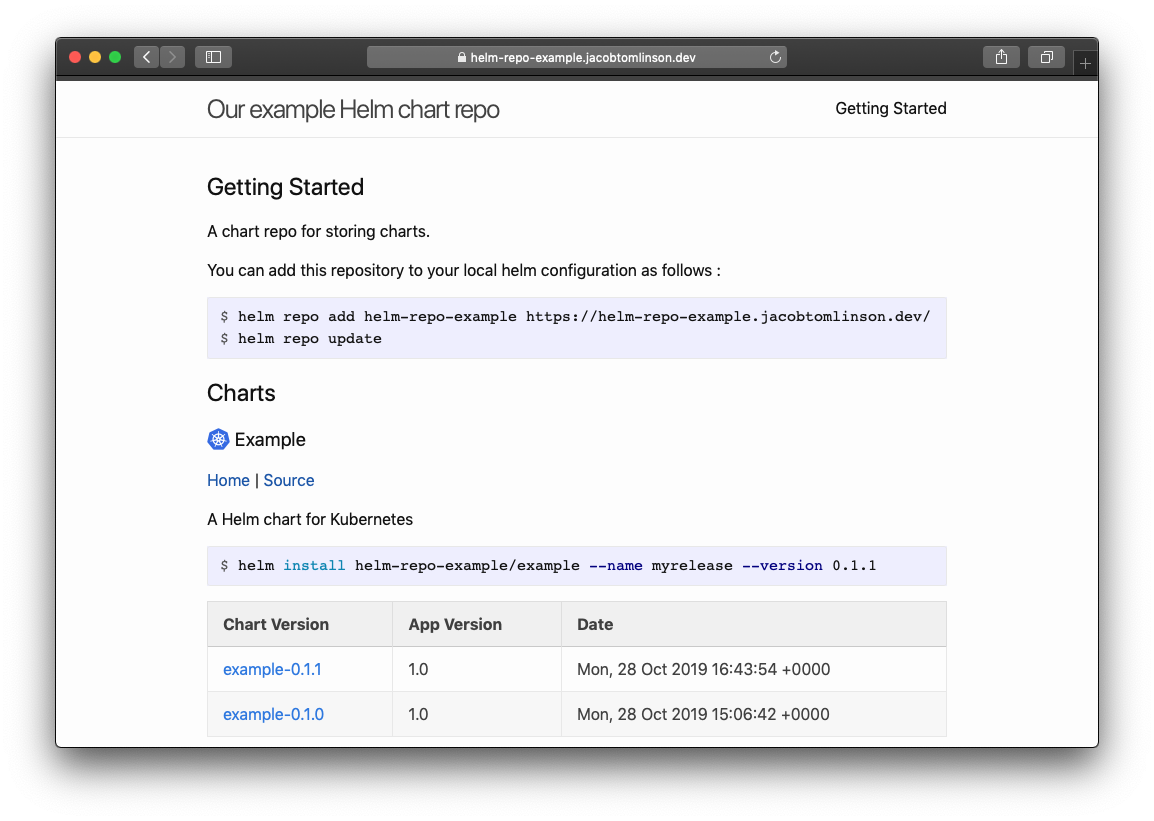 helm-repo-example.jacobtomlinson.dev
Our example Helm chart repo
Getting Started
Getting Started
A chart repo for storing charts.
You can add this repository to your local helm configuration as follows :
$ helm repo add helm-repo-example https://helm-repo-example.jacobtomlinson.dev/
$ helm repo update
Charts
Example
Home | Source
A Helm chart for Kubernetes
$ helm install helm-repo-example/example --name myrelease --version 0.1.1
Chart Version App Version Date
example-0.1.1 1.0 Mon, 28 Oct 2019 16:43:54 +0000
example-0.1.0 1.0 Mon, 28 Oct 2019 15:06:42 +0000